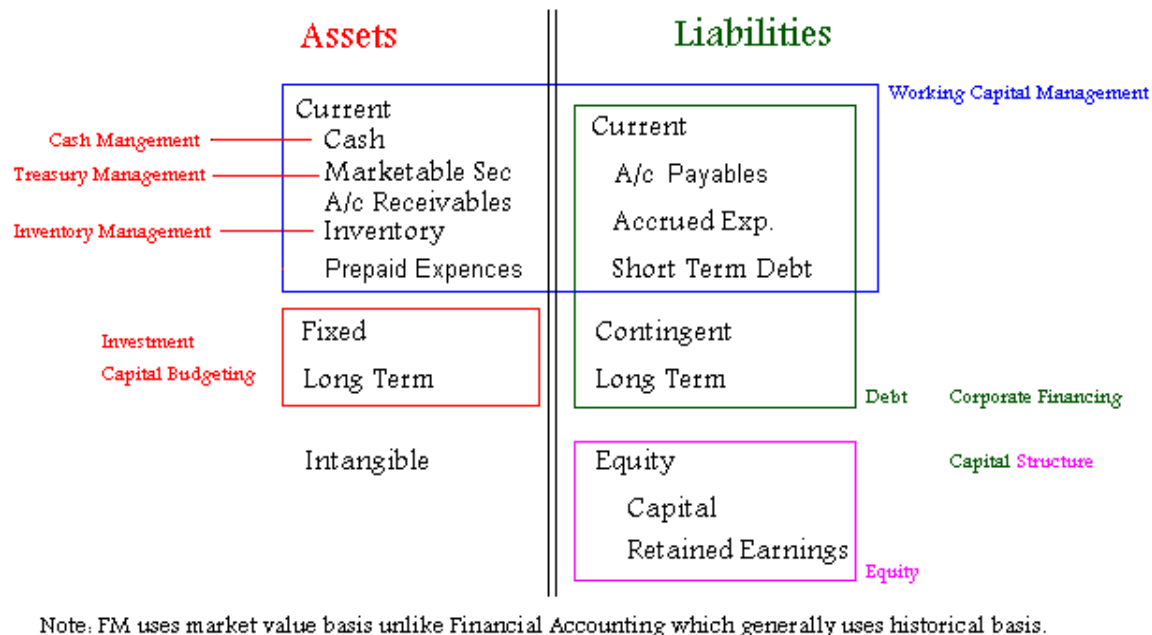 Assets
Liabilities
Working Capital Management
Current
Cash Mangement
Cash
Treasury Management
Marketable Sec
A/c Receivables
Inventory Management
Inventory
Prepaid Expences
Current
A/c Payables
Accrued Exp.
Short Term Debt
Investment
Capital Budgeting
Fixed
Long Term
Contingent
Long Term
Debt
Corporate Financing
Intangible
Equity
Capital
Retained Earnings
Equity
Capital Structure
Note: FM uses market value basis unlike Financial Accounting which generally uses historical basis.